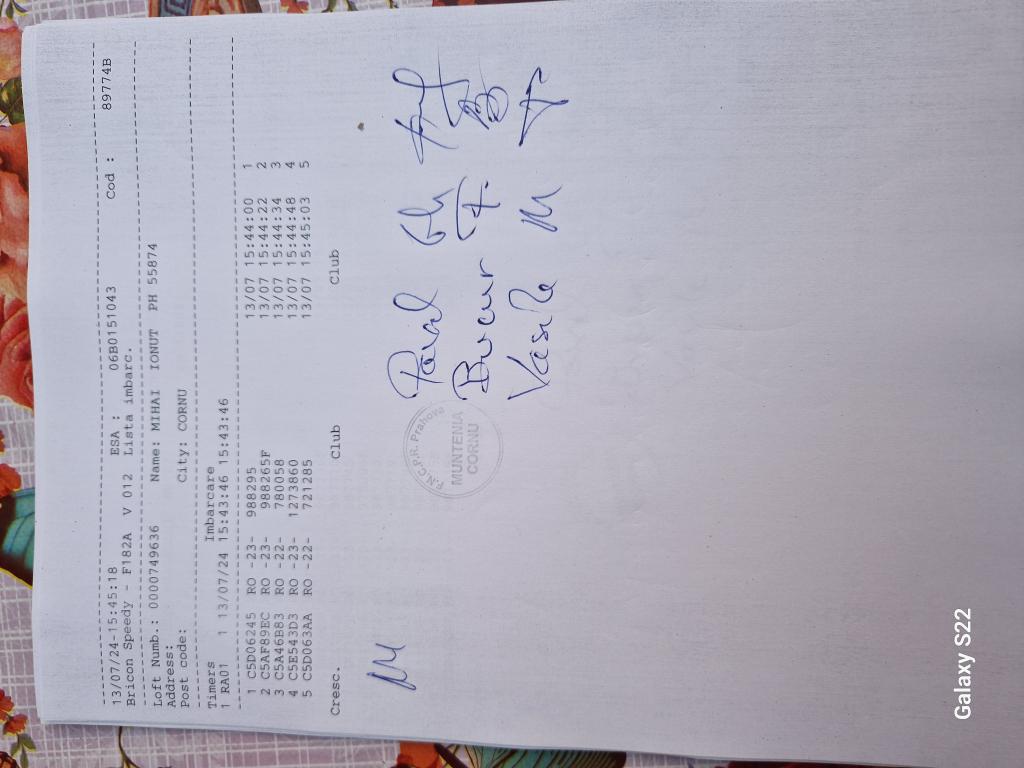 13/07/24-15:45:18 ESA : 06B0151043 Cod : 89774B
Bricon Speedy - F182A V 012 Lista imbarc.
Loft Numb.: 0000749636 Name: MIHAI IONUT PH 55874
Address:
Post code: City: CORNU
Timers Imbarcare
1 RA01 1 13/07/24 15:43:46 15:43:46
1 C5D06245 RO -23- 988295 13/07 15:44:00 1
2 C5AF89EC RO -23- 988265F 13/07 15:44:22 2
3 C5A46BB3 RO -22- 780058 13/07 15:44:34 3
4 C5E543D3 RO -23- 1273860 13/07 15:44:48 4
5 C5D063AA RO -22- 721285 13/07 15:45:03 5
Cresc. Club Club
F.N.C.P.R. Prahova
MUNTENIA
CORNU
Bucur F.
Vasile M
Galaxy S22